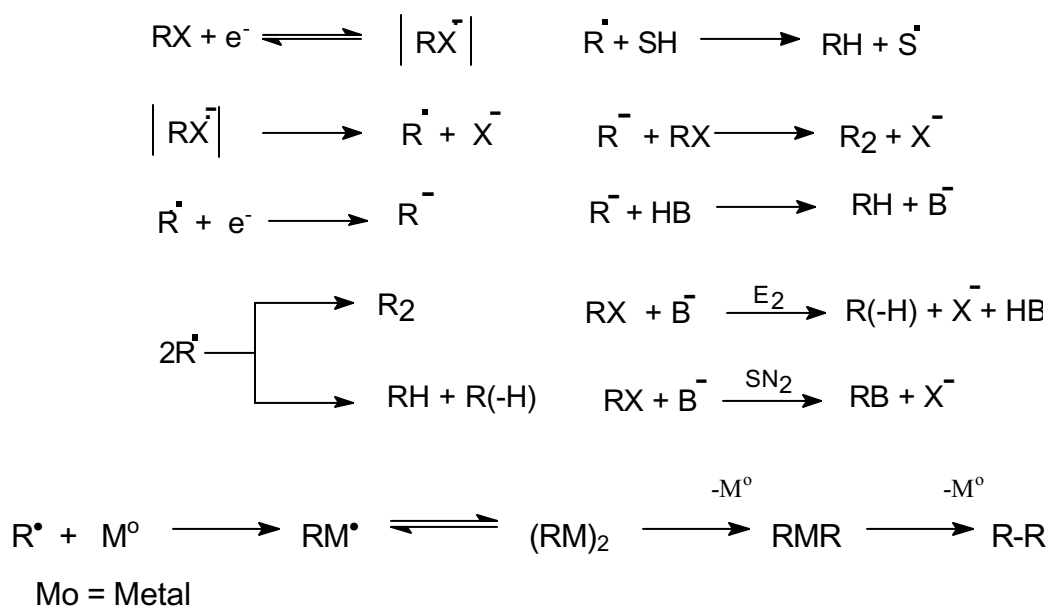 RX + e⁻ ⇌ |RX•⁻| R• + SH ⟶ RH + S•
|RX•⁻| ⟶ R• + X⁻ R⁻ + RX ⟶ R₂ + X⁻
R• + e⁻ ⟶ R⁻ R⁻ + HB ⟶ RH + B⁻
R₂ RX + B⁻ E₂ ⟶ R(-H) + X⁻ + HB
2R•
RH + R(-H) RX + B⁻ SN₂ ⟶ RB + X⁻
-Mº -Mº
R• + Mº ⟶ RM• ⇌ (RM)₂ ⟶ RMR ⟶ R-R
Mo = Metal